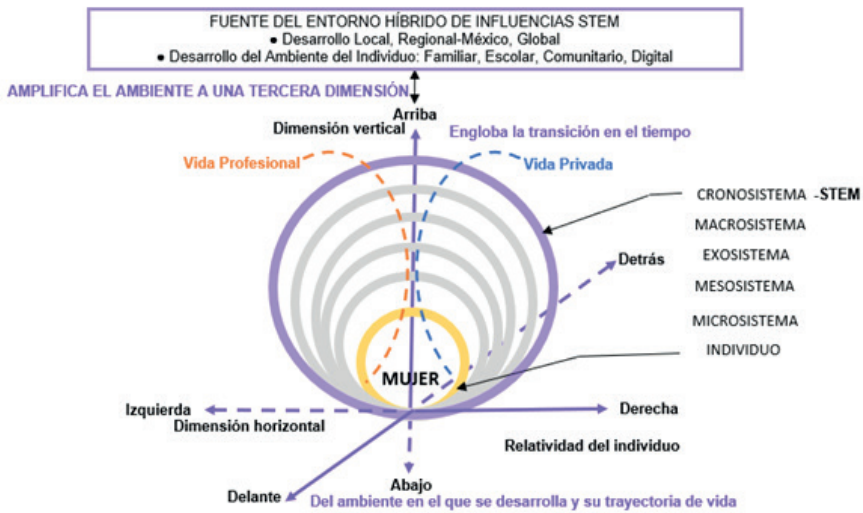 FUENTE DEL ENTORNO HÍBRIDO DE INFLUENCIAS STEM
• Desarrollo Local, Regional-México, Global
• Desarrollo del Ambiente del Individuo: Familiar, Escolar, Comunitario, Digital
AMPLIFICA EL AMBIENTE A UNA TERCERA DIMENSIÓN
Arriba
Dimensión vertical
Engloba la transición en el tiempo
Vida Profesional
Vida Privada
CRONOSISTEMA -STEM
MACROSISTEMA
EXOSISTEMA
Detrás
MESOSISTEMA
MICROSISTEMA
INDIVIDUO
MUJER
Izquierda
Derecha
Dimensión horizontal
Relatividad del individuo
Abajo
Delante
Del ambiente en el que se desarrolla y su trayectoria de vida